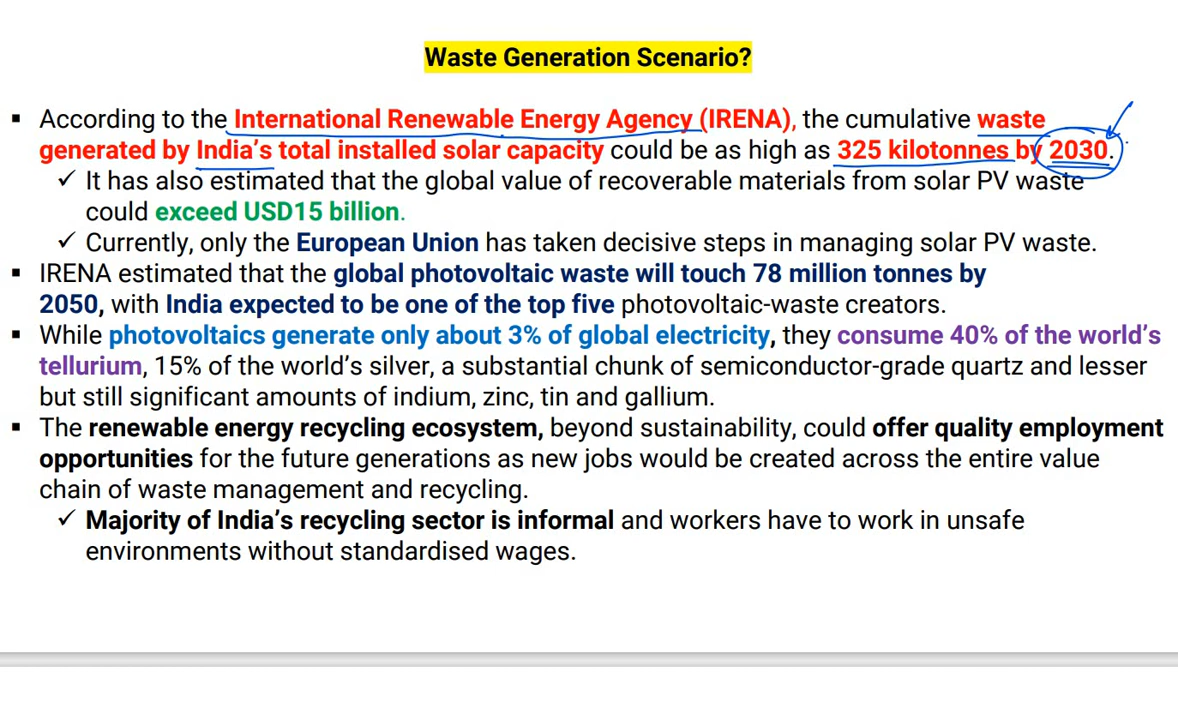 Waste Generation Scenario?
▪ According to the International Renewable Energy Agency (IRENA), the cumulative waste
generated by India's total installed solar capacity could be as high as 325 kilotonnes by 2030.
✓ It has also estimated that the global value of recoverable materials from solar PV waste
could exceed USD15 billion.
✓ Currently, only the European Union has taken decisive steps in managing solar PV waste.
▪ IRENA estimated that the global photovoltaic waste will touch 78 million tonnes by
2050, with India expected to be one of the top five photovoltaic-waste creators.
▪ While photovoltaics generate only about 3% of global electricity, they consume 40% of the world's
tellurium, 15% of the world's silver, a substantial chunk of semiconductor-grade quartz and lesser
but still significant amounts of indium, zinc, tin and gallium.
▪ The renewable energy recycling ecosystem, beyond sustainability, could offer quality employment
opportunities for the future generations as new jobs would be created across the entire value
chain of waste management and recycling.
✓ Majority of India's recycling sector is informal and workers have to work in unsafe
environments without standardised wages.